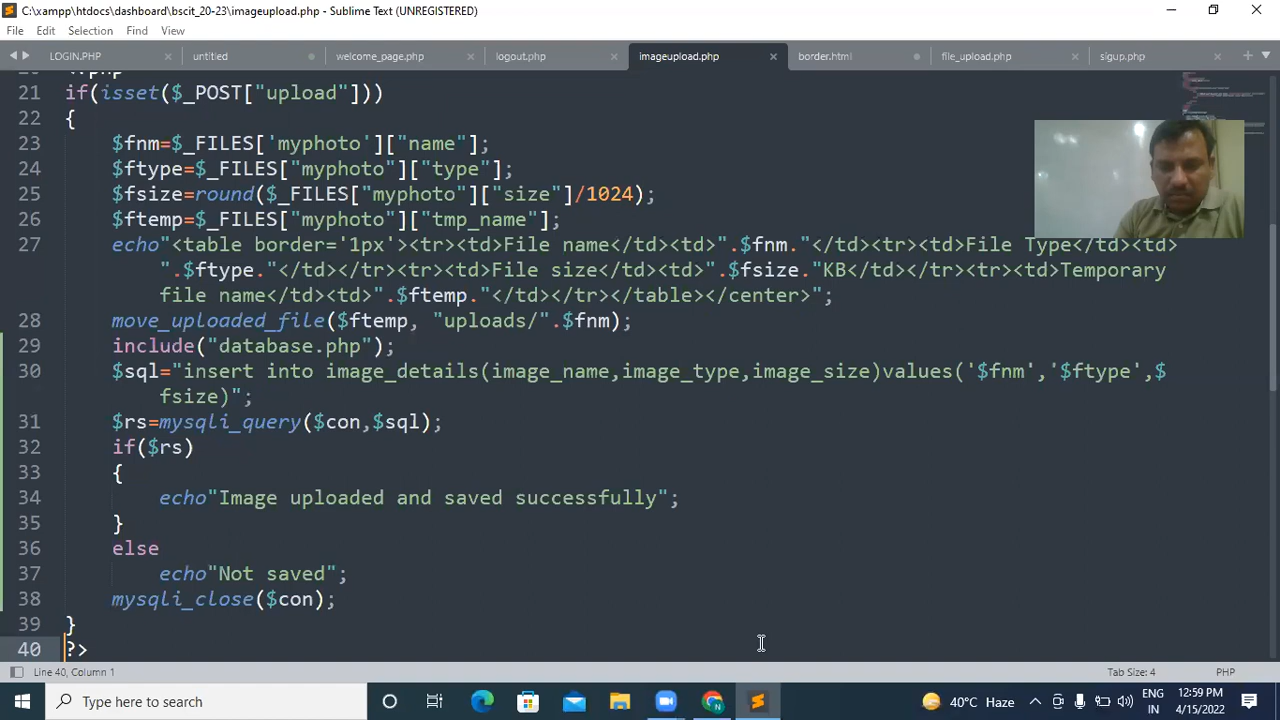 C:\xampp\htdocs\dashboard\bscit_20-23\imageupload.php - Sublime Text (UNREGISTERED)
File Edit Selection Find View
LOGIN.PHP untitled welcome_page.php logout.php imageupload.php border.html file_upload.php sigup.php
21 if(isset($_POST["upload"]))
22 {
23 $fnm=$_FILES['myphoto']["name"];
24 $ftype=$_FILES["myphoto"]["type"];
25 $fsize=round($_FILES["myphoto"]["size"]/1024);
26 $ftemp=$_FILES["myphoto"]["tmp_name"];
27 echo"<table border='1px'><tr><td>File name</td><td>".$fnm."</td><tr><td>File Type</td><td>
".$ftype."</td></tr><td>File size</td><td>".$fsize."KB</td></tr><tr><td>Temporary
file name</td><td>".$ftemp."</td></tr></table></center>";
28 move_uploaded_file($ftemp, "uploads/".$fnm);
29 include("database.php");
30 $sql="insert into image_details(image_name,image_type,image_size)values('$fnm','$ftype',$
fsize)";
31 $rs=mysqli_query($con,$sql);
32 if($rs)
33 {
34 echo"Image uploaded and saved successfully";
35 }
36 else
37 echo"Not saved";
38 mysqli_close($con);
39 }
40 ?>
Line 40, Column 1 Tab Size: 4 PHP
Type here to search 40°C Haze ENG 12:59 PM
IN 4/15/2022